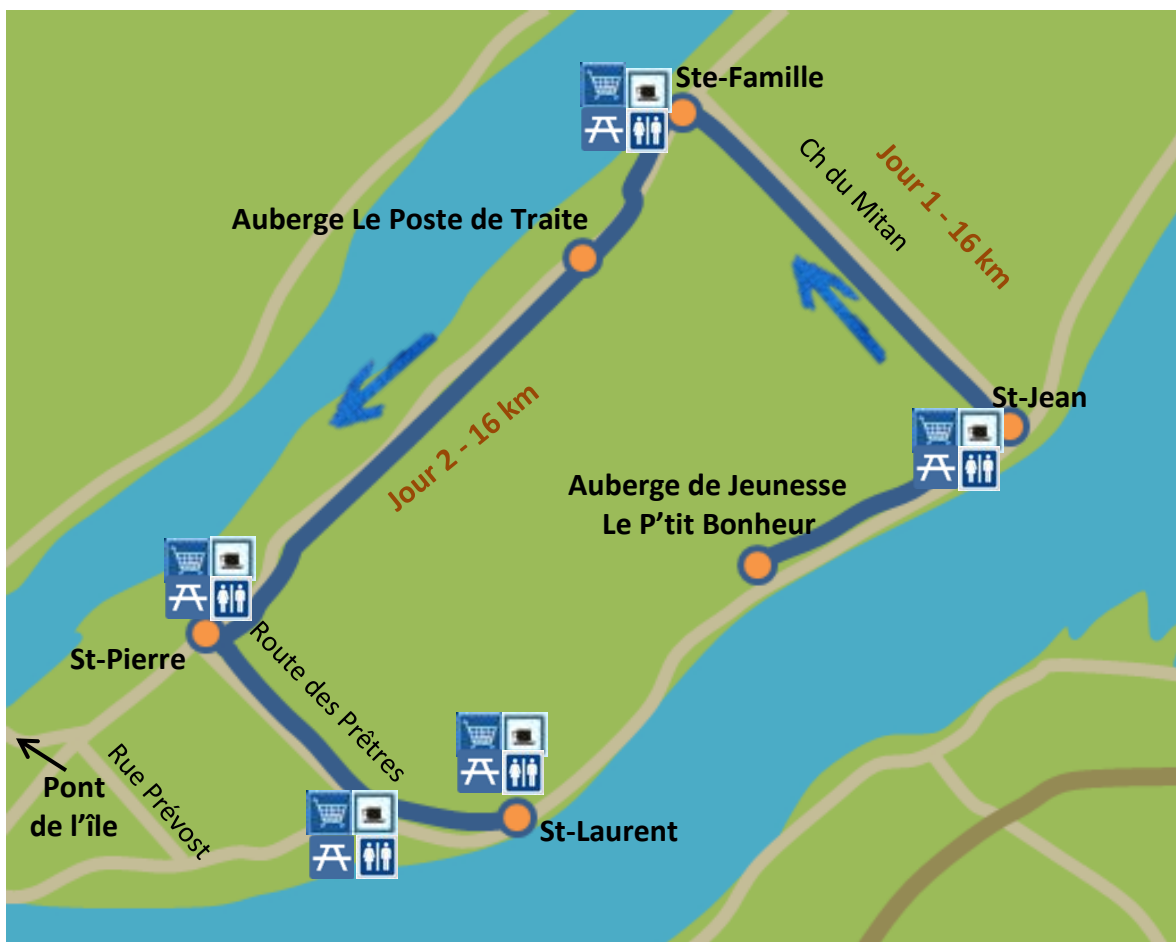 Ste-Famille
Ch du Mitan
Jour 1 - 16 km
Auberge Le Poste de Traite
Jour 2 - 16 km
St-Jean
Auberge de Jeunesse
Le P'tit Bonheur
St-Pierre
Route des Prêtres
Rue Prévost
Pont
de l'île
St-Laurent